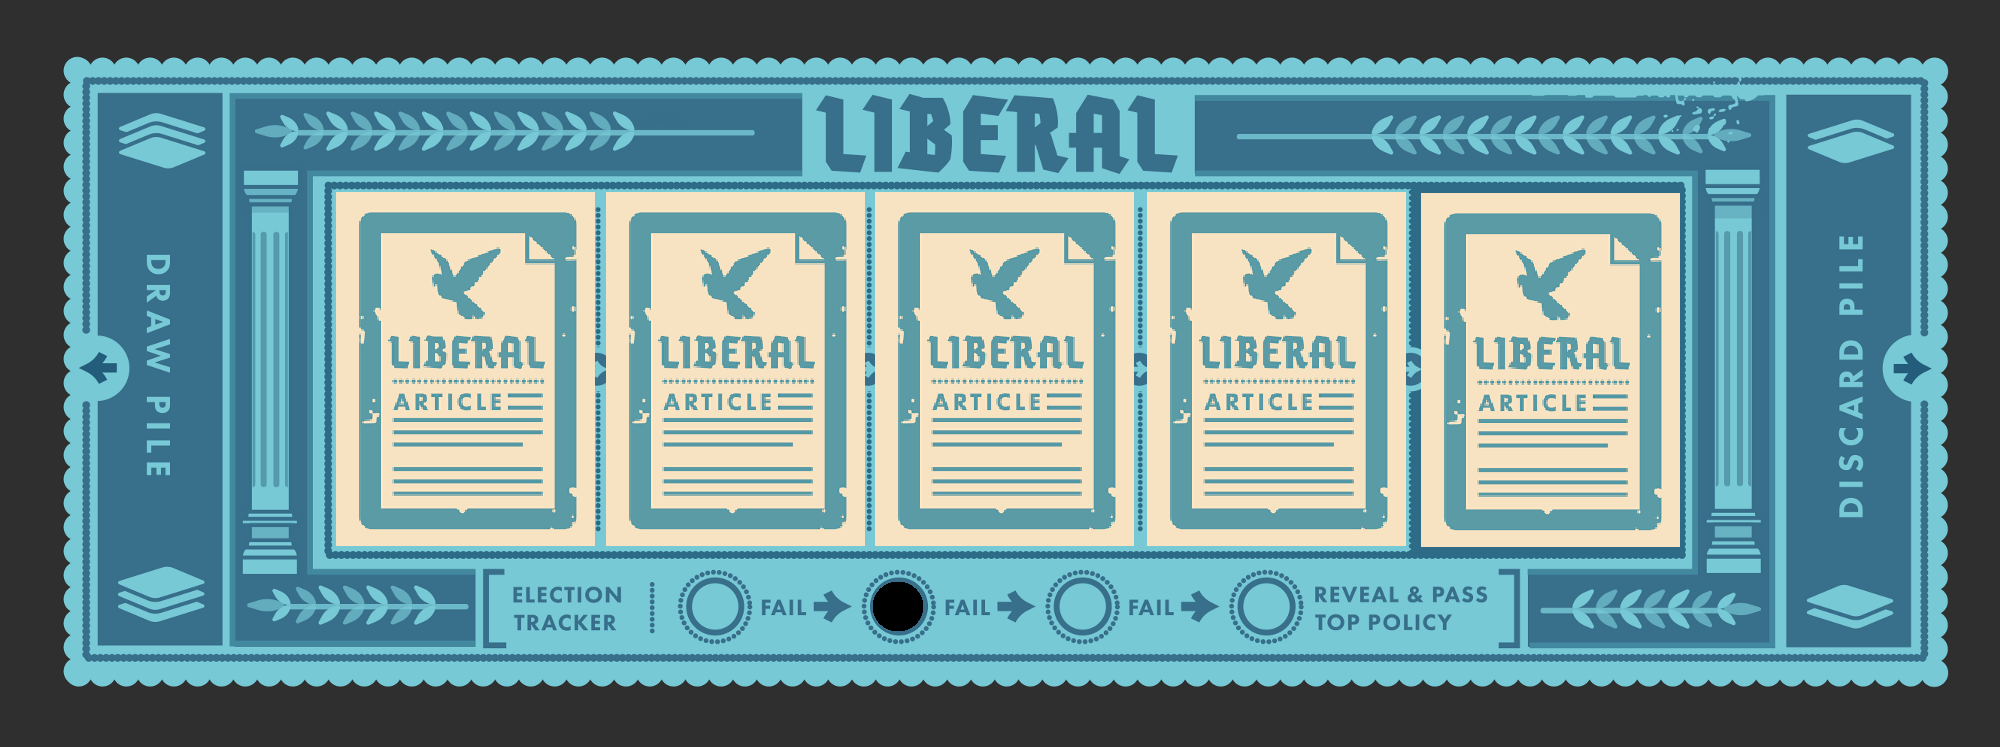 LIBERAL
DRAW PILE
LIBERAL
ARTICLE
LIBERAL
ARTICLE
LIBERAL
ARTICLE
LIBERAL
ARTICLE
LIBERAL
ARTICLE
DISCARD PILE
ELECTION
TRACKER
FAIL
FAIL
FAIL
REVEAL & PASS
TOP POLICY